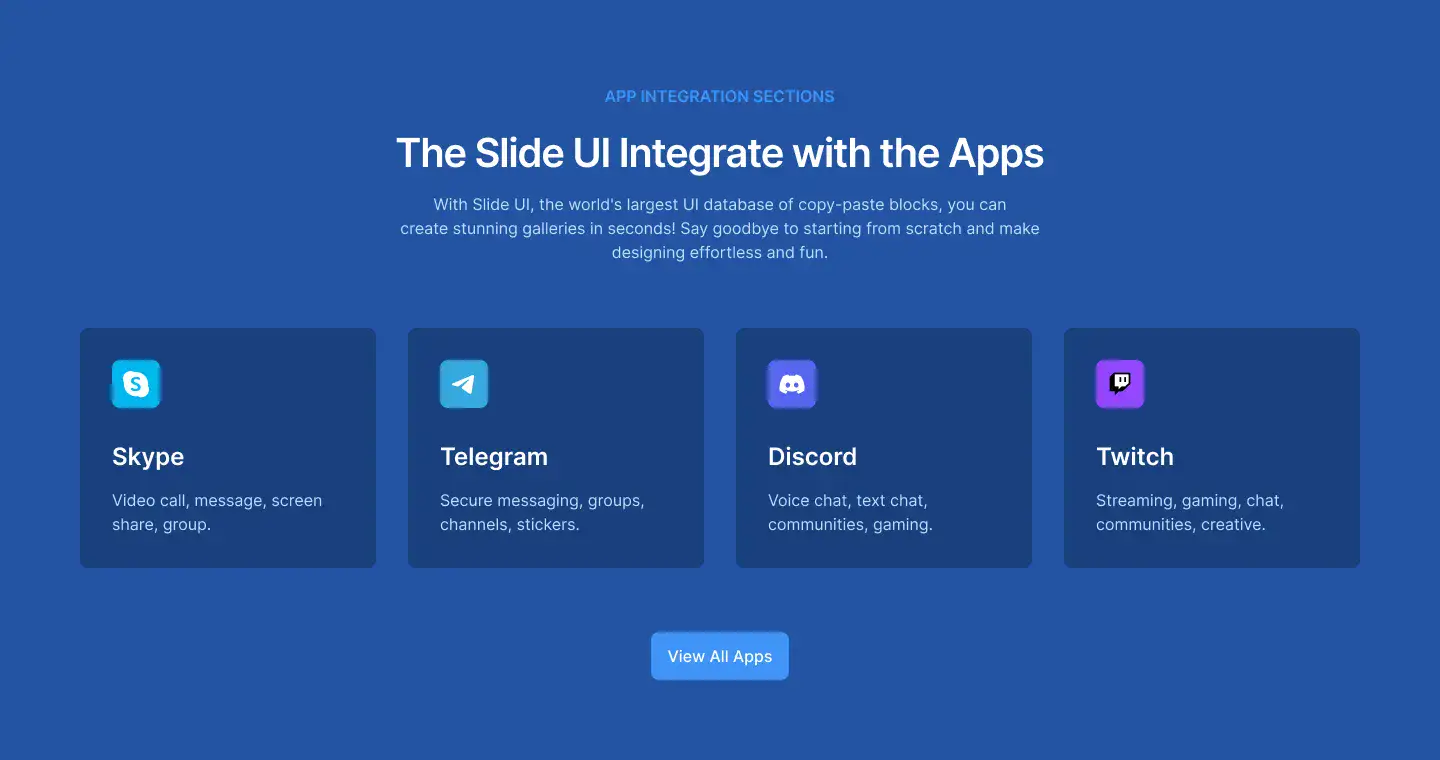 APP INTEGRATION SECTIONS
The Slide UI Integrate with the Apps
With Slide UI, the world's largest UI database of copy-paste blocks, you can
create stunning galleries in seconds! Say goodbye to starting from scratch and make
designing effortless and fun.
Skype
Video call, message, screen
share, group.
Telegram
Secure messaging, groups,
channels, stickers.
Discord
Voice chat, text chat,
communities, gaming.
Twitch
Streaming, gaming, chat,
communities, creative.
View All Apps